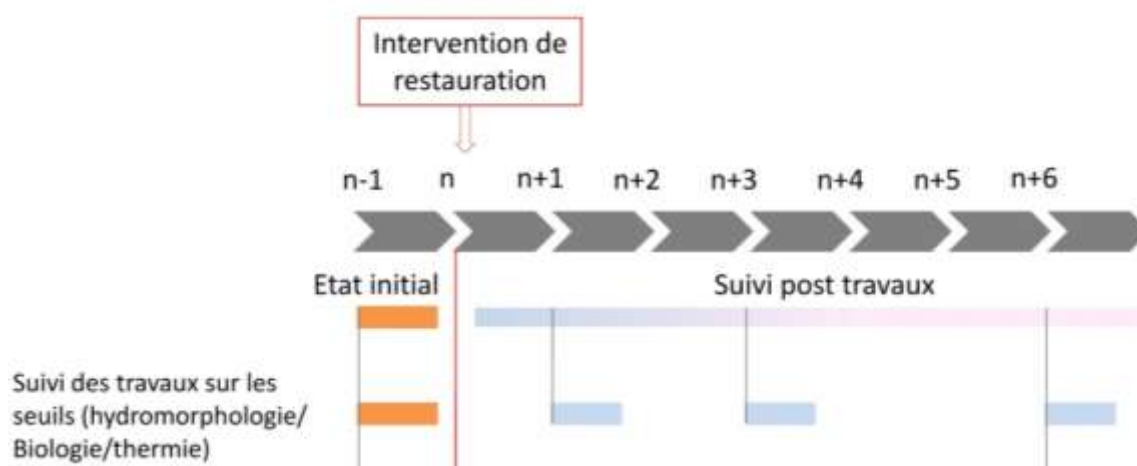 Intervention de
restauration
n-1 n n+1 n+2 n+3 n+4 n+5 n+6
Etat initial Suivi post travaux
Suivi des travaux sur les
seuils (hydromorphologie/
Biologie/thermie)